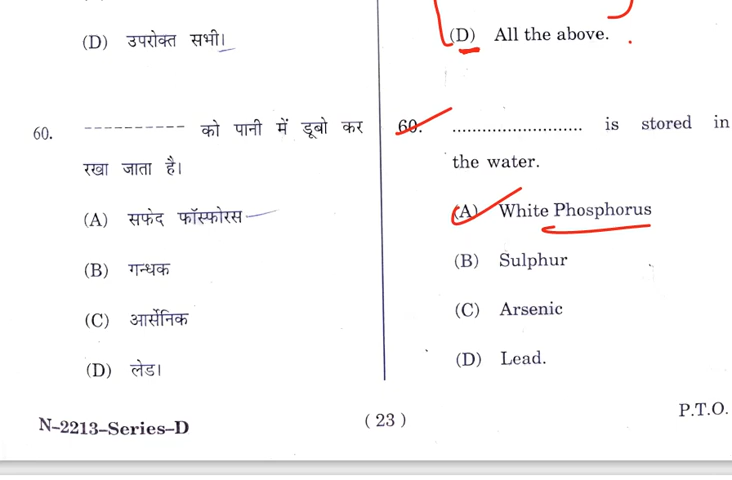 (D) उपरोक्त सभी।
60. ---------- को पानी में डूबो कर
रखा जाता है।
(A) सफेद फॉस्फोरस
(B) गन्धक
(C) आर्सेनिक
(D) लेड।
(D) All the above.
60. .......................... is stored in
the water.
(A) White Phosphorus
(B) Sulphur
(C) Arsenic
(D) Lead.
N–2213–Series–D ( 23 ) P.T.O.